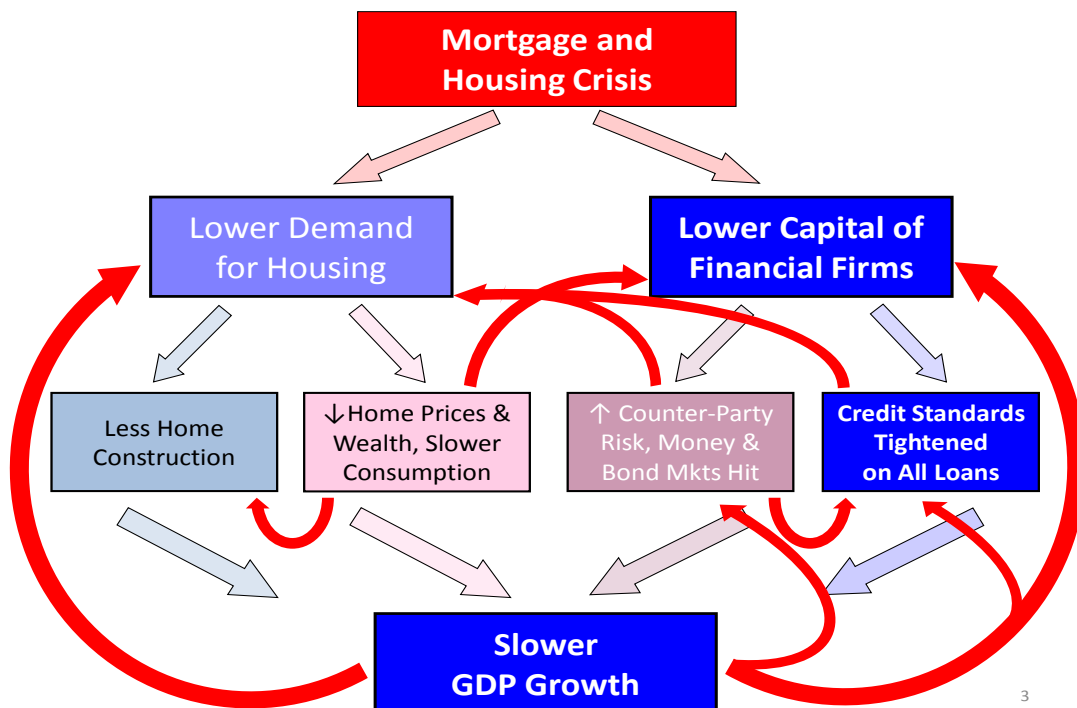 Mortgage and
Housing Crisis
Lower Demand
for Housing
Lower Capital of
Financial Firms
Less Home
Construction
↓Home Prices &
Wealth, Slower
Consumption
↑ Counter-Party
Risk, Money &
Bond Mkts Hit
Credit Standards
Tightened
on All Loans
Slower
GDP Growth
3